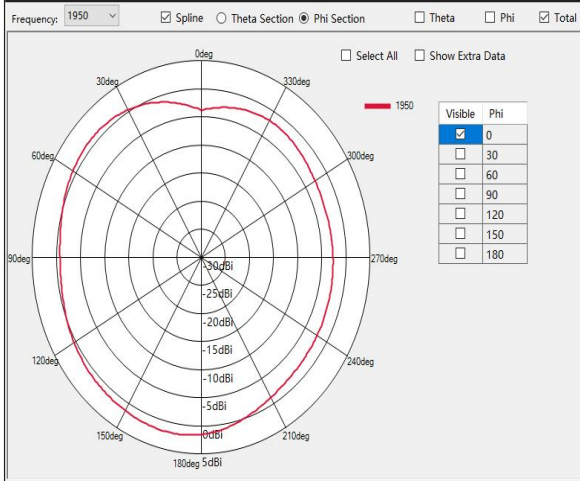 Frequency: 1950 Spline Theta Section Phi Section Theta Phi Total
Select All Show Extra Data
0deg
30deg 330deg
1950
Visible Phi
0
30
60
90
120
150
180
60deg 300deg
90deg 270deg
-30dBi
-25dBi
-20dBi
-15dBi
120deg 240deg
-10dBi
-5dBi
0dBi
150deg 210deg
180deg 5dBi